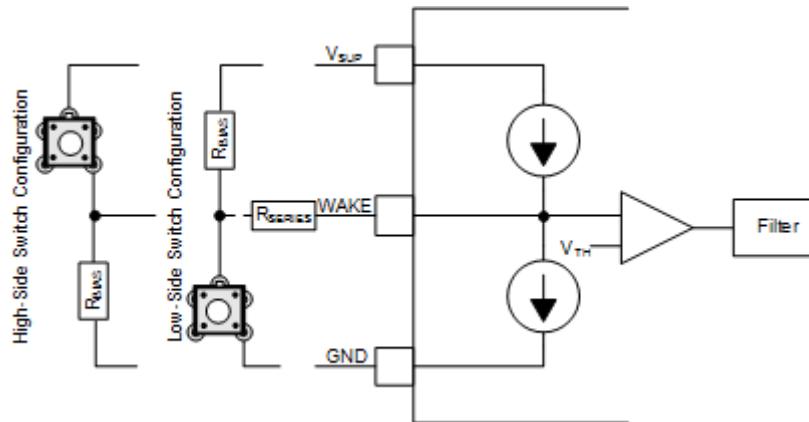 High-Side Switch Configuration
RBIAS
Low-Side Switch Configuration
RBIAS
RSERIES
VSUP
WAKE
GND
VTH
Filter